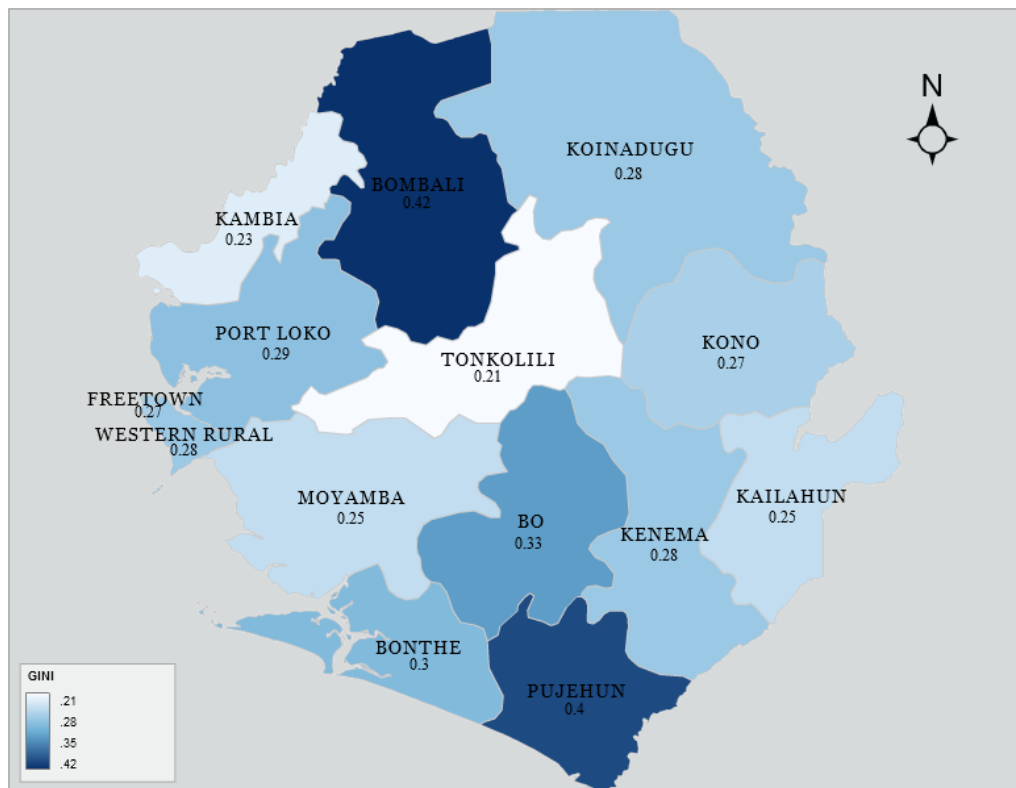 N
KOINADUGU
0.28
BOMBALI
0.42
KAMBIA
0.23
PORT LOKO
0.29
KONO
0.27
TONKOLILI
0.21
FREETOWN
0.27
WESTERN RURAL
0.28
MOYAMBA
0.25
KAILAHUN
0.25
BO
0.33
KENEMA
0.28
BONTHE
0.3
PUJEHUN
0.4
GINI
.21
.28
.35
.42